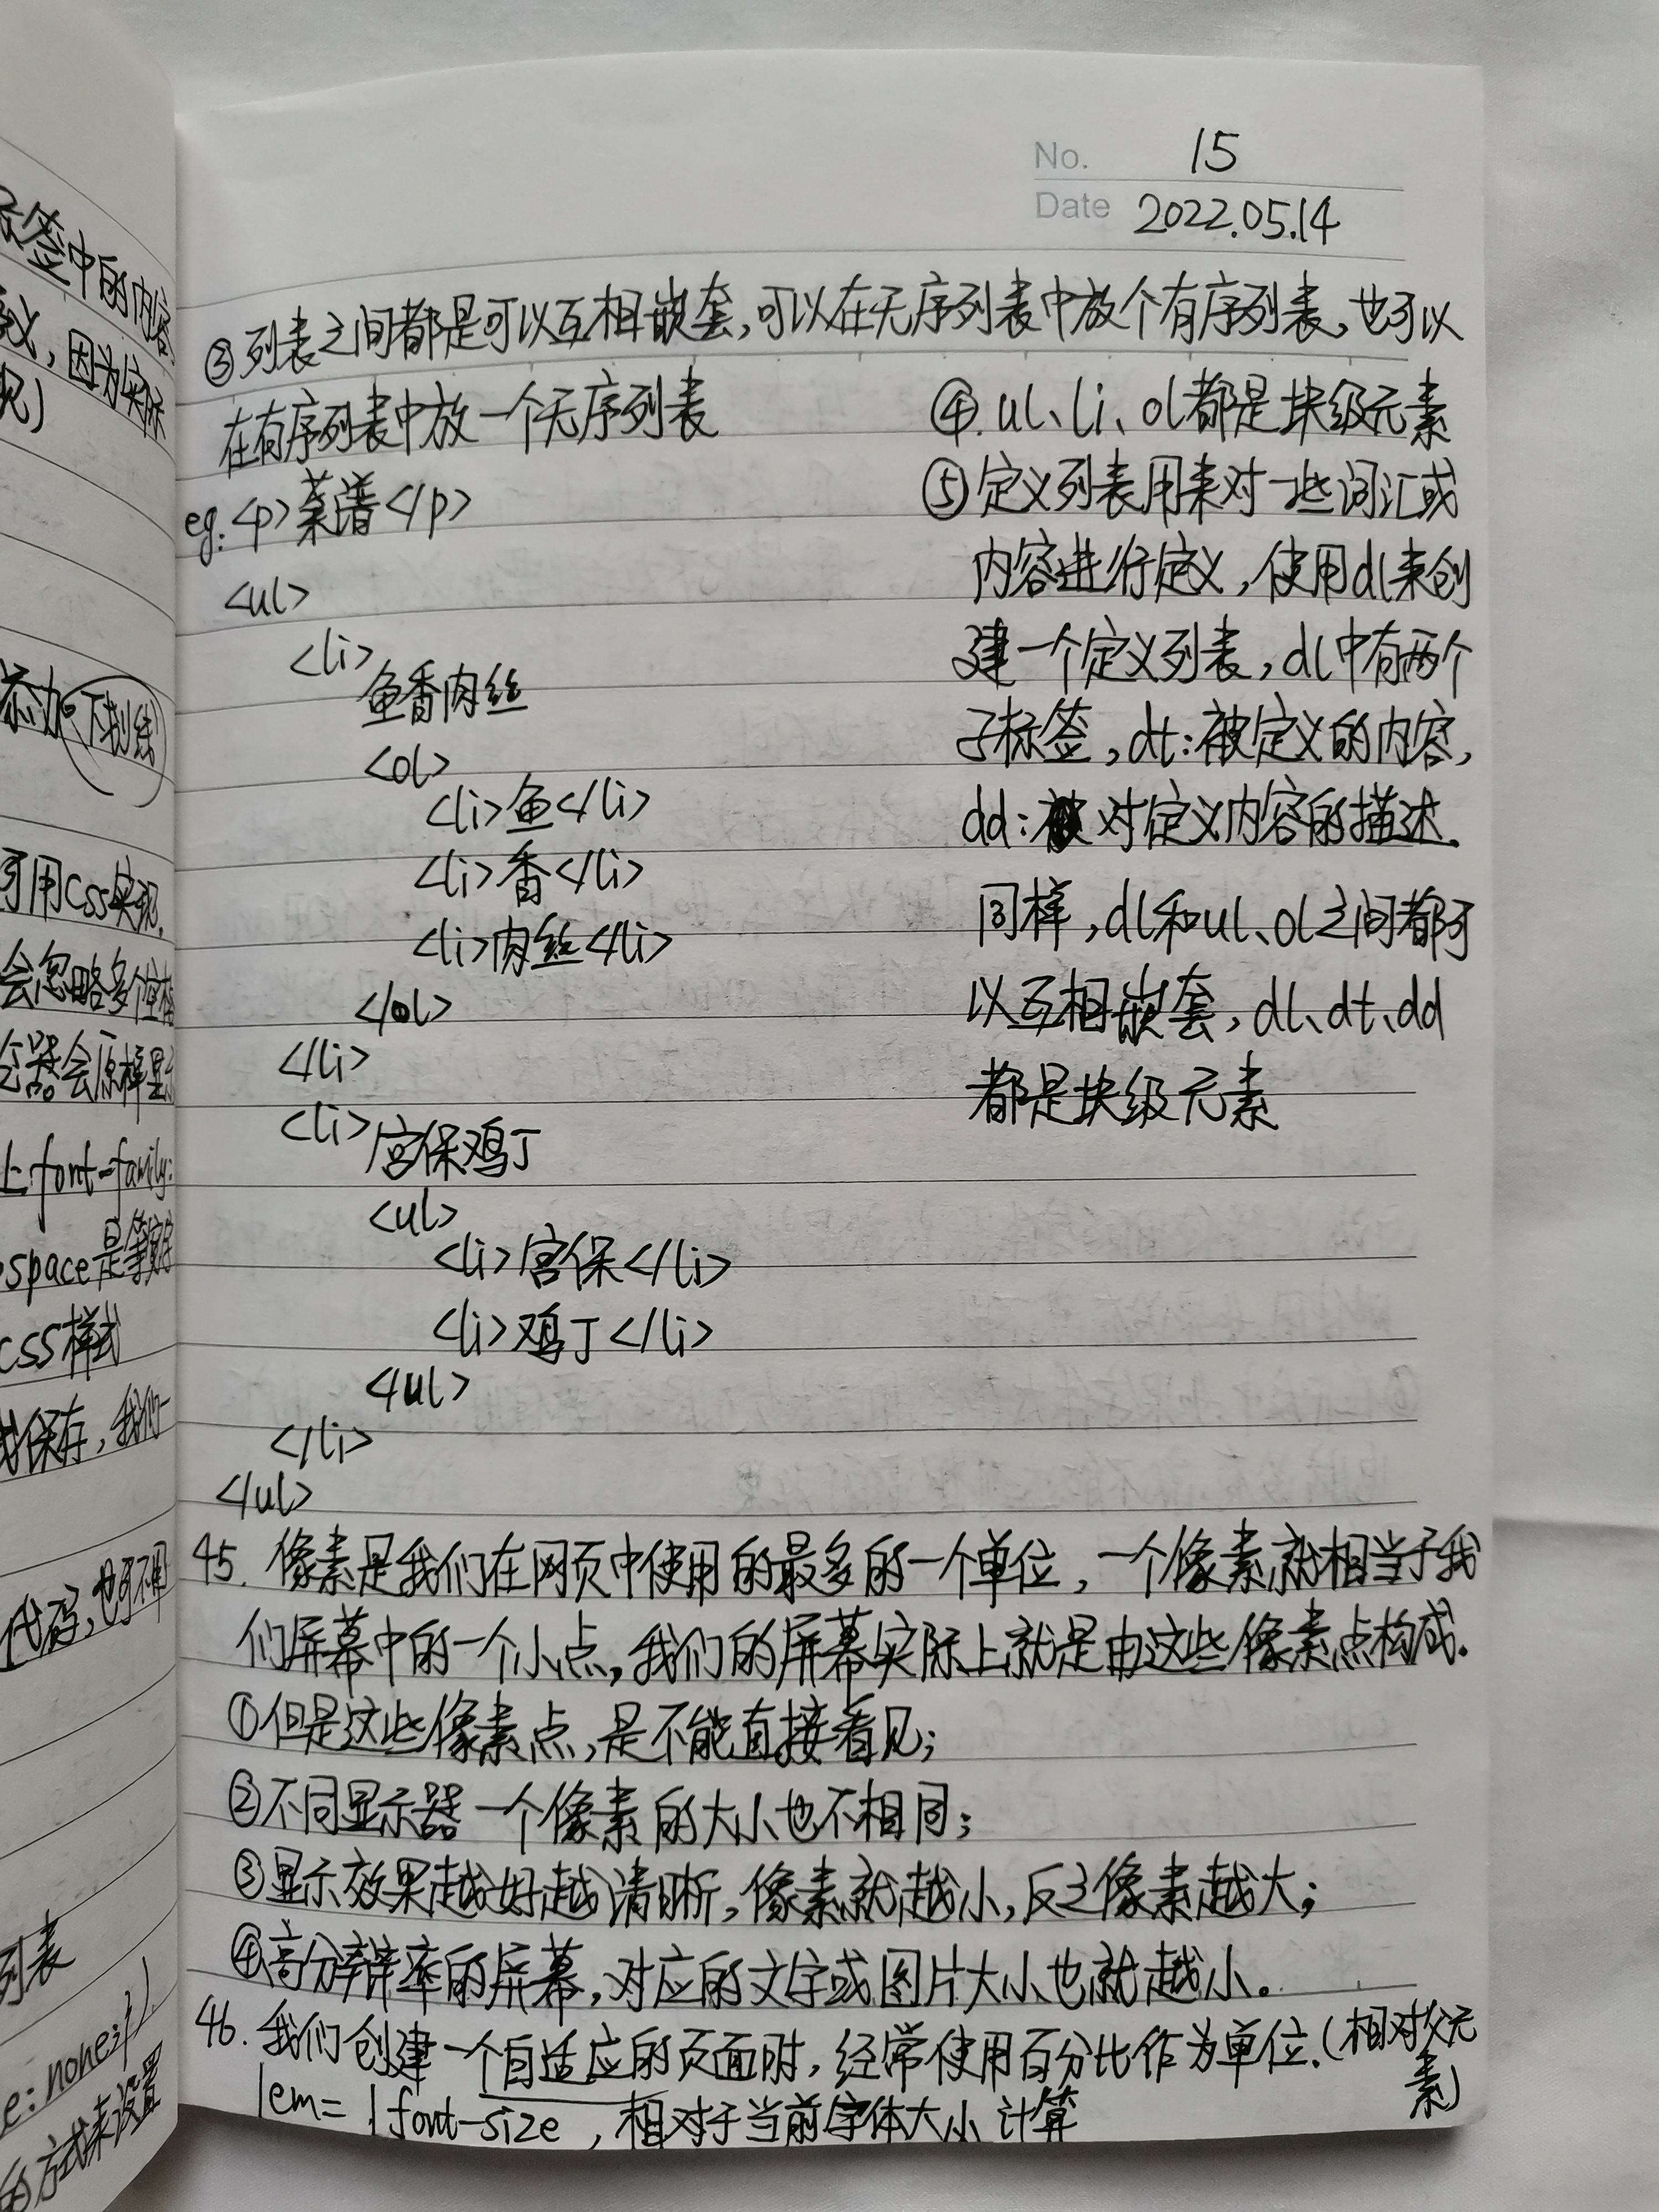 No. 15
Date 2022.05.14
③列表之间都是可以互相嵌套,可以在无序列表中放个有序列表,也可以
在有序列表中放一个无序列表
eg:<p>菜谱</p>
<ul>
<li>
鱼香肉丝
<ol>
<li>鱼</li>
<li>香</li>
<li>肉丝</li>
</ol>
</li>
<li>
宫保鸡丁
<ul>
<li>宫保</li>
<li>鸡丁</li>
</ul>
</li>
</ul>
④.ul、li、ol都是块级元素
⑤定义列表用来对一些词汇或
内容进行定义,使用dl来创
建一个定义列表,dl中有两个
子标签,dt:被定义的内容,
dd:对定义内容的描述.
同样,dl和ul、ol之间都可
以互相嵌套,dl、dt、dd
都是块级元素
45.像素是我们在网页中使用的最多的一个单位,一个像素就相当于我
们屏幕中的一个小点,我们的屏幕实际上就是由这些像素点构成.
①但是这些像素点,是不能直接看见;
②不同显示器一个像素的大小也不相同;
③显示效果越好越清晰,像素就越小,反之像素越大;
④高分辩率的屏幕,对应的文字或图片大小也就越小。
46.我们创建一个自适应的页面时,经常使用百分比作为单位.(相对父元
素)
1em=1font-size,相对于当前字体大小计算
标签中的内容
因为实际
添加
下划线
可用CSS实现,
会忽略多个空格
器会原样显
上font-family:
space是等宽
CSS样式
保存,我们一
代码,也可不用
列表
e:none;}
的方式来设置